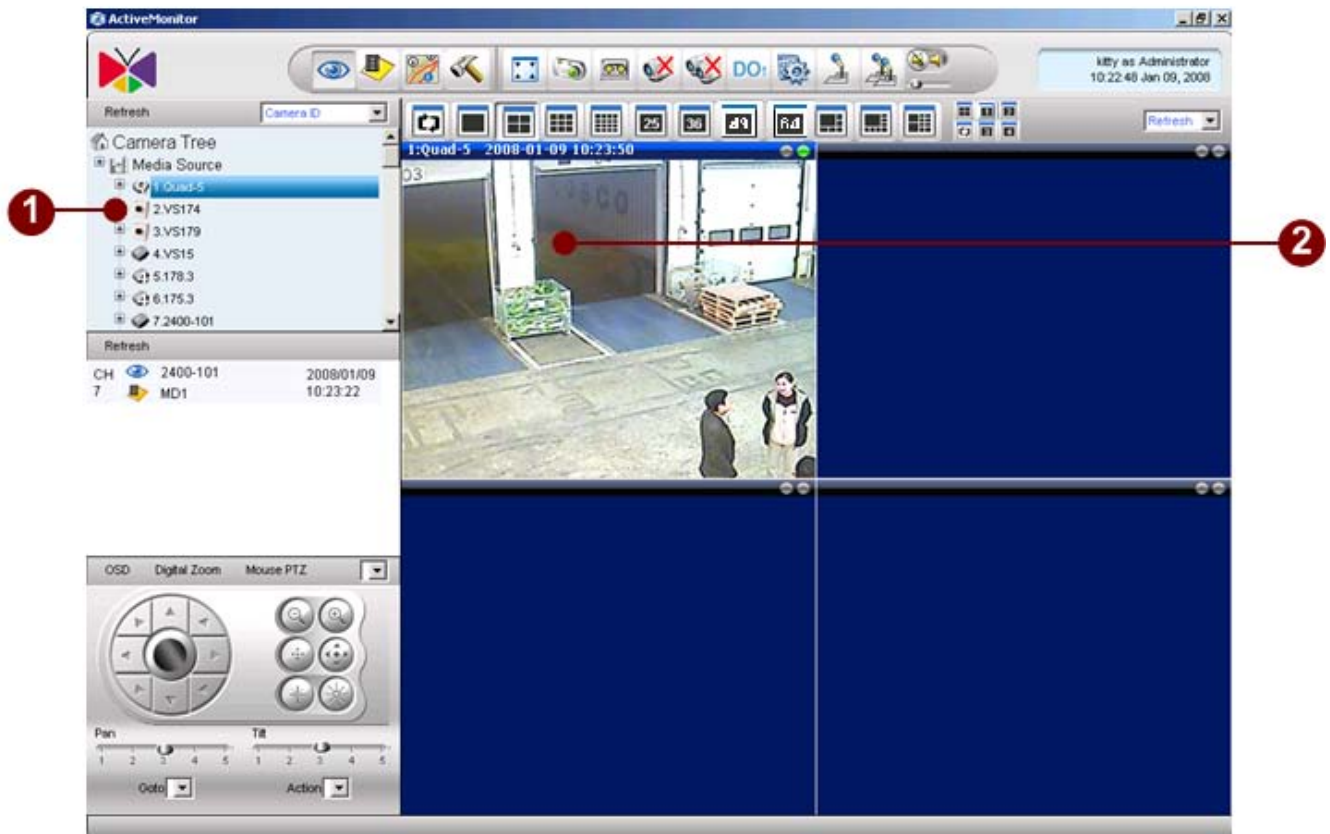 ActiveMonitor
kitty as Administrator
10:22:48 Jan 09, 2008
DO1
Refresh
Camera ID
25
36
Refresh
Camera Tree
Media Source
1.Quad-5
2.VS174
3.VS179
4.VS15
5.178.3
6.175.3
7.2400-101
1
1:Quad-5 2008-01-09 10:23:50
03
2
Refresh
CH 2400-101 2008/01/09
7 MD1 10:23:22
OSD Digital Zoom Mouse PTZ
Pan Tilt
1 2 3 4 5 1 2 3 4 5
Goto Action